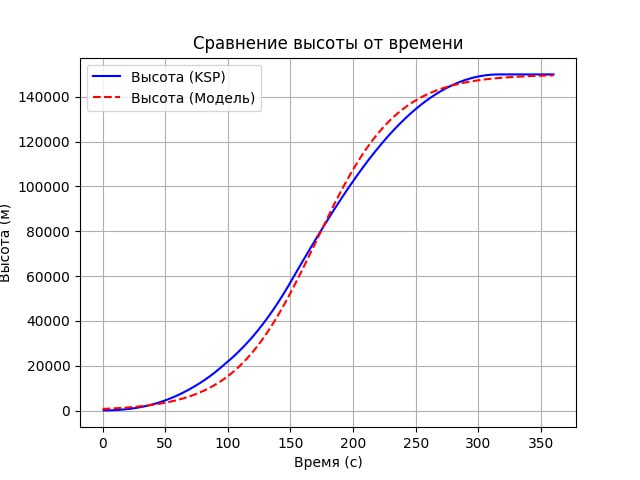 Сравнение высоты от времени
Высота (KSP)
Высота (Модель)
Высота (м)
140000
120000
100000
80000
60000
40000
20000
0
0 50 100 150 200 250 300 350
Время (с)